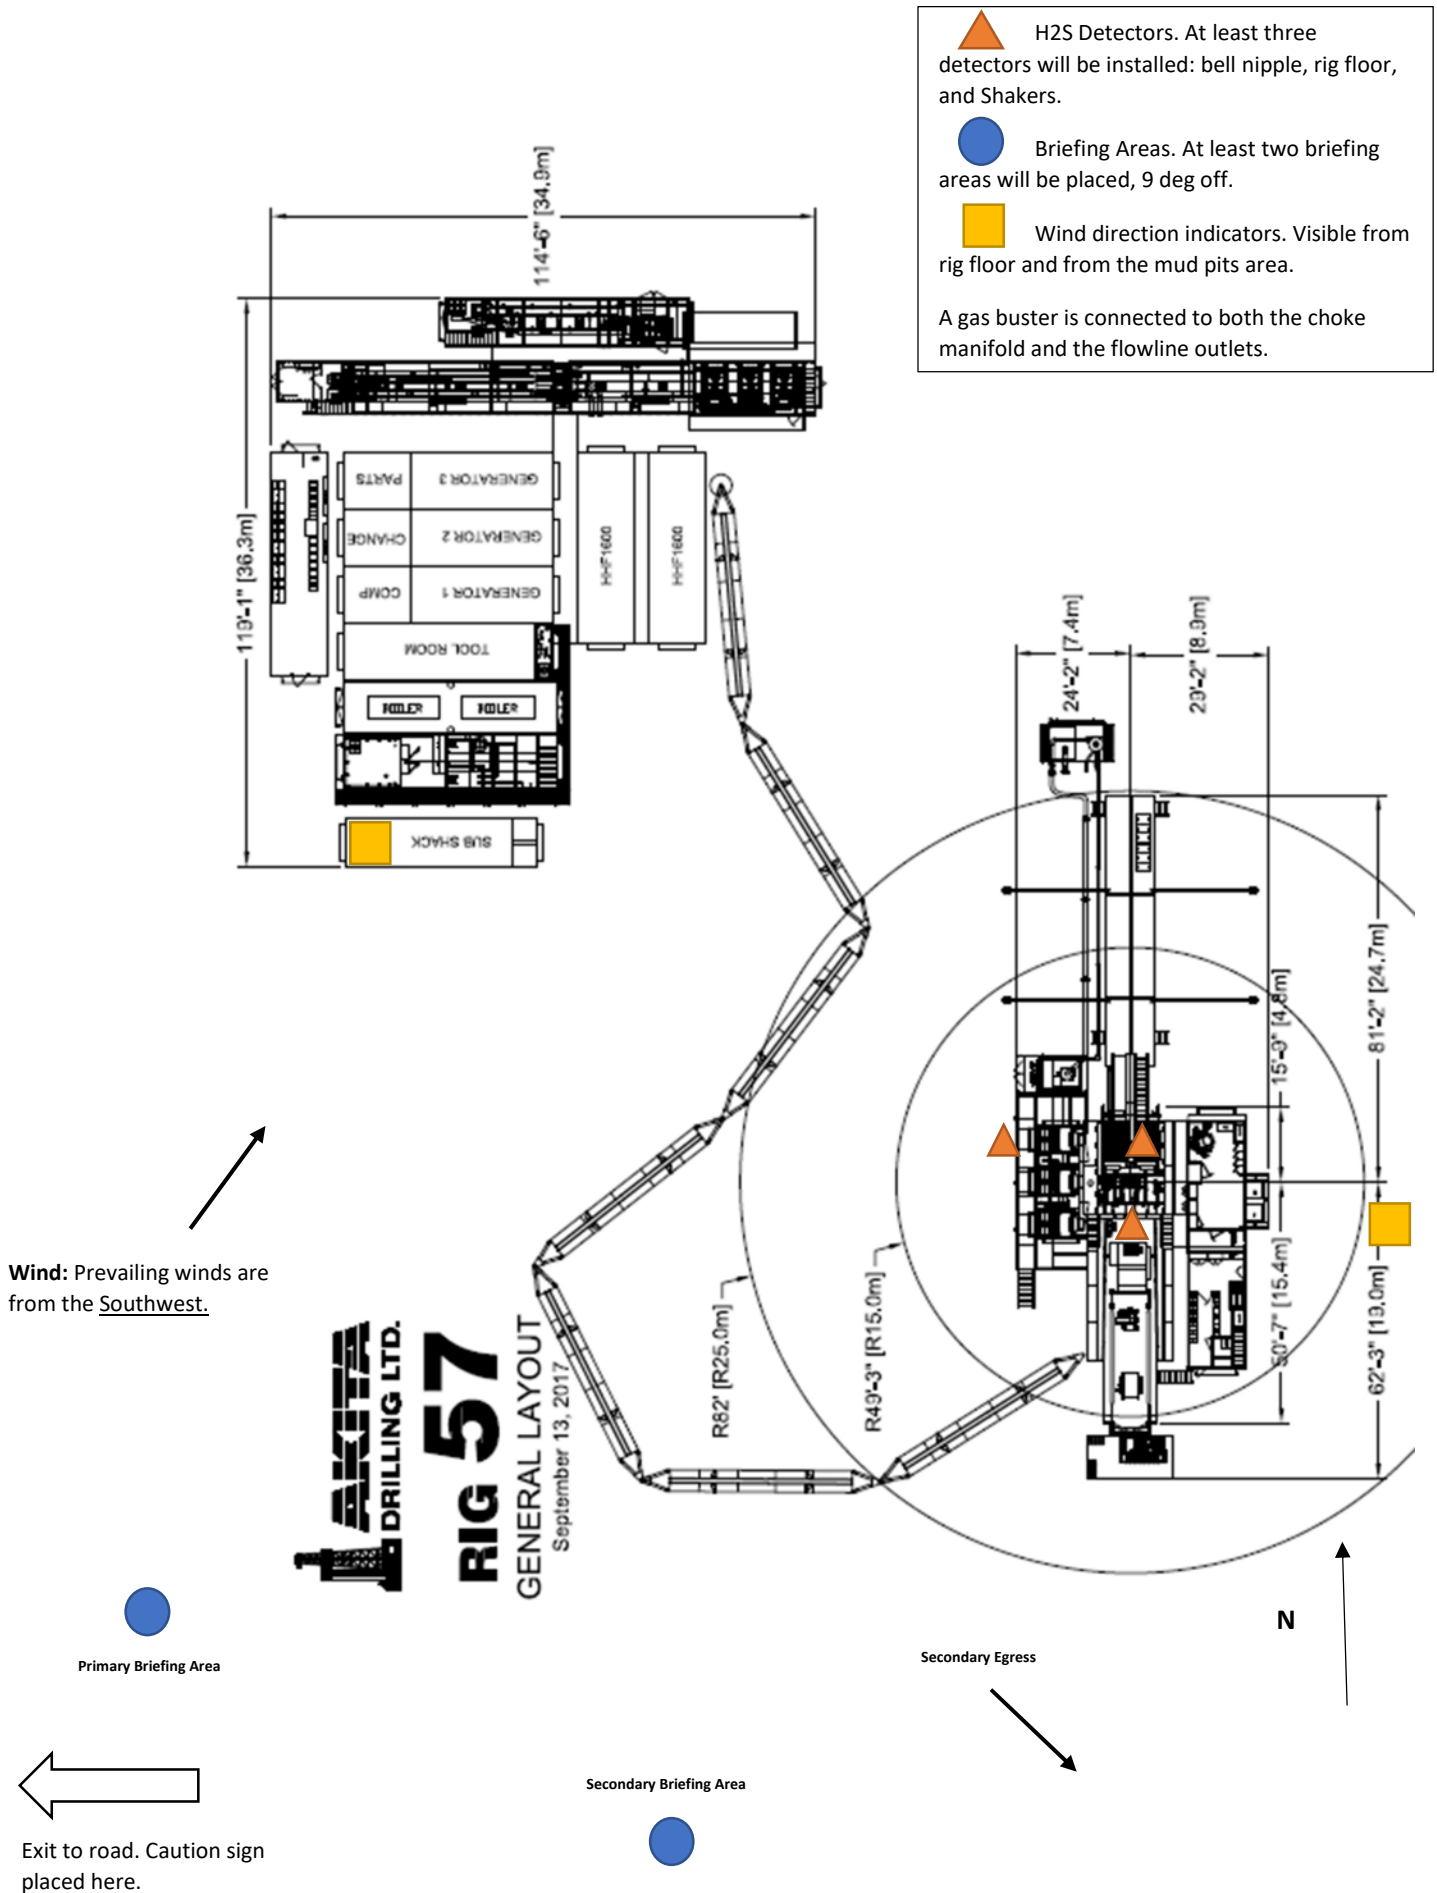 H2S Detectors. At least three
detectors will be installed: bell nipple, rig floor,
and Shakers.
Briefing Areas. At least two briefing
areas will be placed, 9 deg off.
Wind direction indicators. Visible from
rig floor and from the mud pits area.
A gas buster is connected to both the choke
manifold and the flowline outlets.
114'-6" [34.9m]
119'-1" [36.3m]
PARTS
GENERATOR 3
CHANGE
GENERATOR 2
COMP
GENERATOR 1
TOOL ROOM
BOILER
BOILER
SUB SHACK
HHF1600
HHF1600
24'-2" [7.4m]
29'-2" [8.9m]
81'-2" [24.7m]
15'-9" [4.8m]
50'-7" [15.4m]
62'-3" [19.0m]
R82' [R25.0m]
R49'-3" [R15.0m]
Wind: Prevailing winds are
from the Southwest.
AKITA
DRILLING LTD.
RIG 57
GENERAL LAYOUT
September 13, 2017
N
Primary Briefing Area
Secondary Egress
Secondary Briefing Area
Exit to road. Caution sign
placed here.